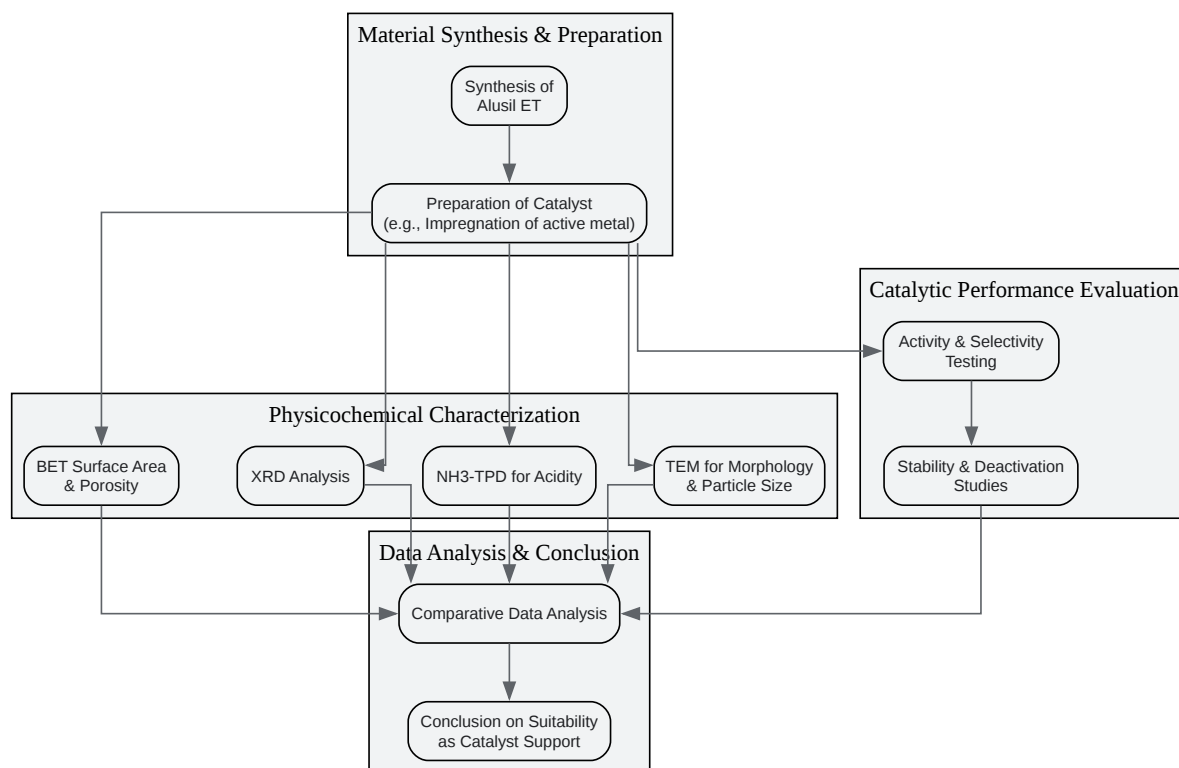 Material Synthesis & Preparation
Synthesis of
Alusil ET
Preparation of Catalyst
(e.g., Impregnation of active metal)
Catalytic Performance Evaluation
Activity & Selectivity
Testing
Stability & Deactivation
Studies
Physicochemical Characterization
BET Surface Area
& Porosity
XRD Analysis
NH3-TPD for Acidity
TEM for Morphology
& Particle Size
Data Analysis & Conclusion
Comparative Data Analysis
Conclusion on Suitability
as Catalyst Support